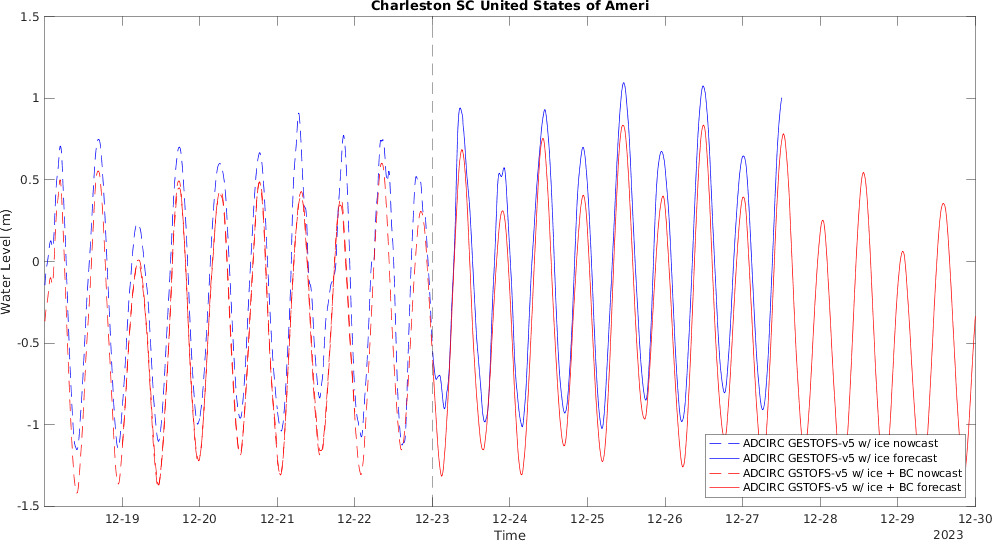 Charleston SC United States of Ameri
1.5
1
0.5
0
-0.5
-1
-1.5
Water Level (m)
12-19 12-20 12-21 12-22 12-23 12-24 12-25 12-26 12-27 12-28 12-29 12-30
Time
2023
ADCIRC GESTOFS-v5 w/ ice nowcast
ADCIRC GESTOFS-v5 w/ ice forecast
ADCIRC GSTOFS-v5 w/ ice + BC nowcast
ADCIRC GSTOFS-v5 w/ ice + BC forecast